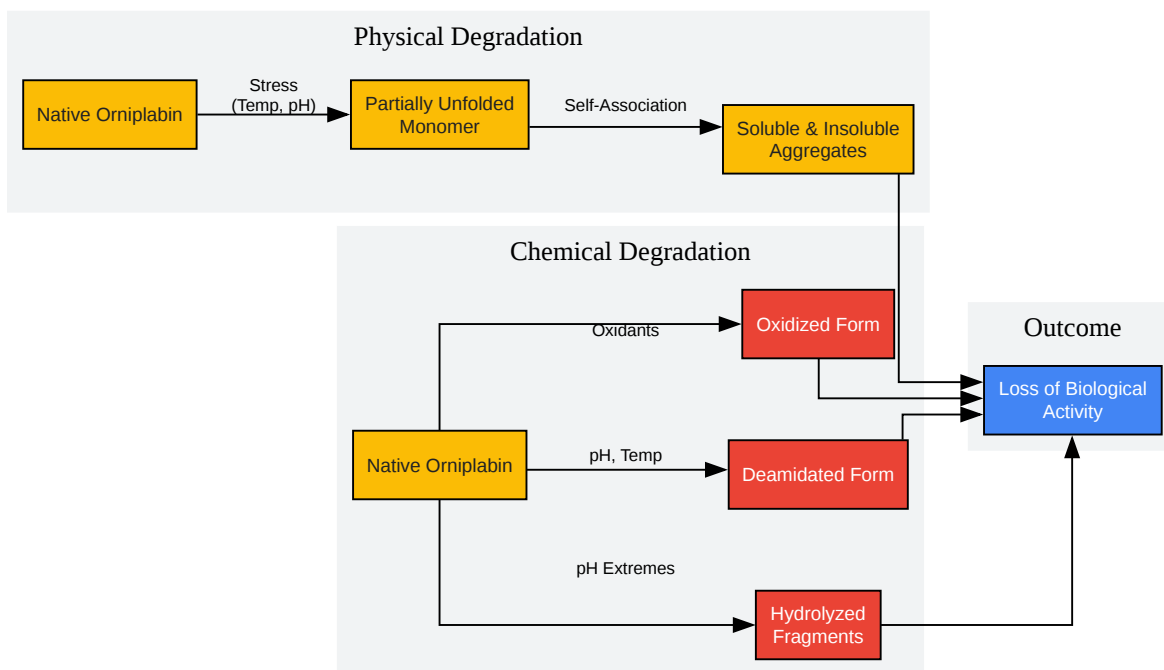 Physical Degradation
Native Orniplabin
Stress
(Temp, pH)
Partially Unfolded
Monomer
Self-Association
Soluble & Insoluble
Aggregates
Chemical Degradation
Oxidants
Oxidized Form
Native Orniplabin
pH, Temp
Deamidated Form
pH Extremes
Hydrolyzed
Fragments
Outcome
Loss of Biological
Activity